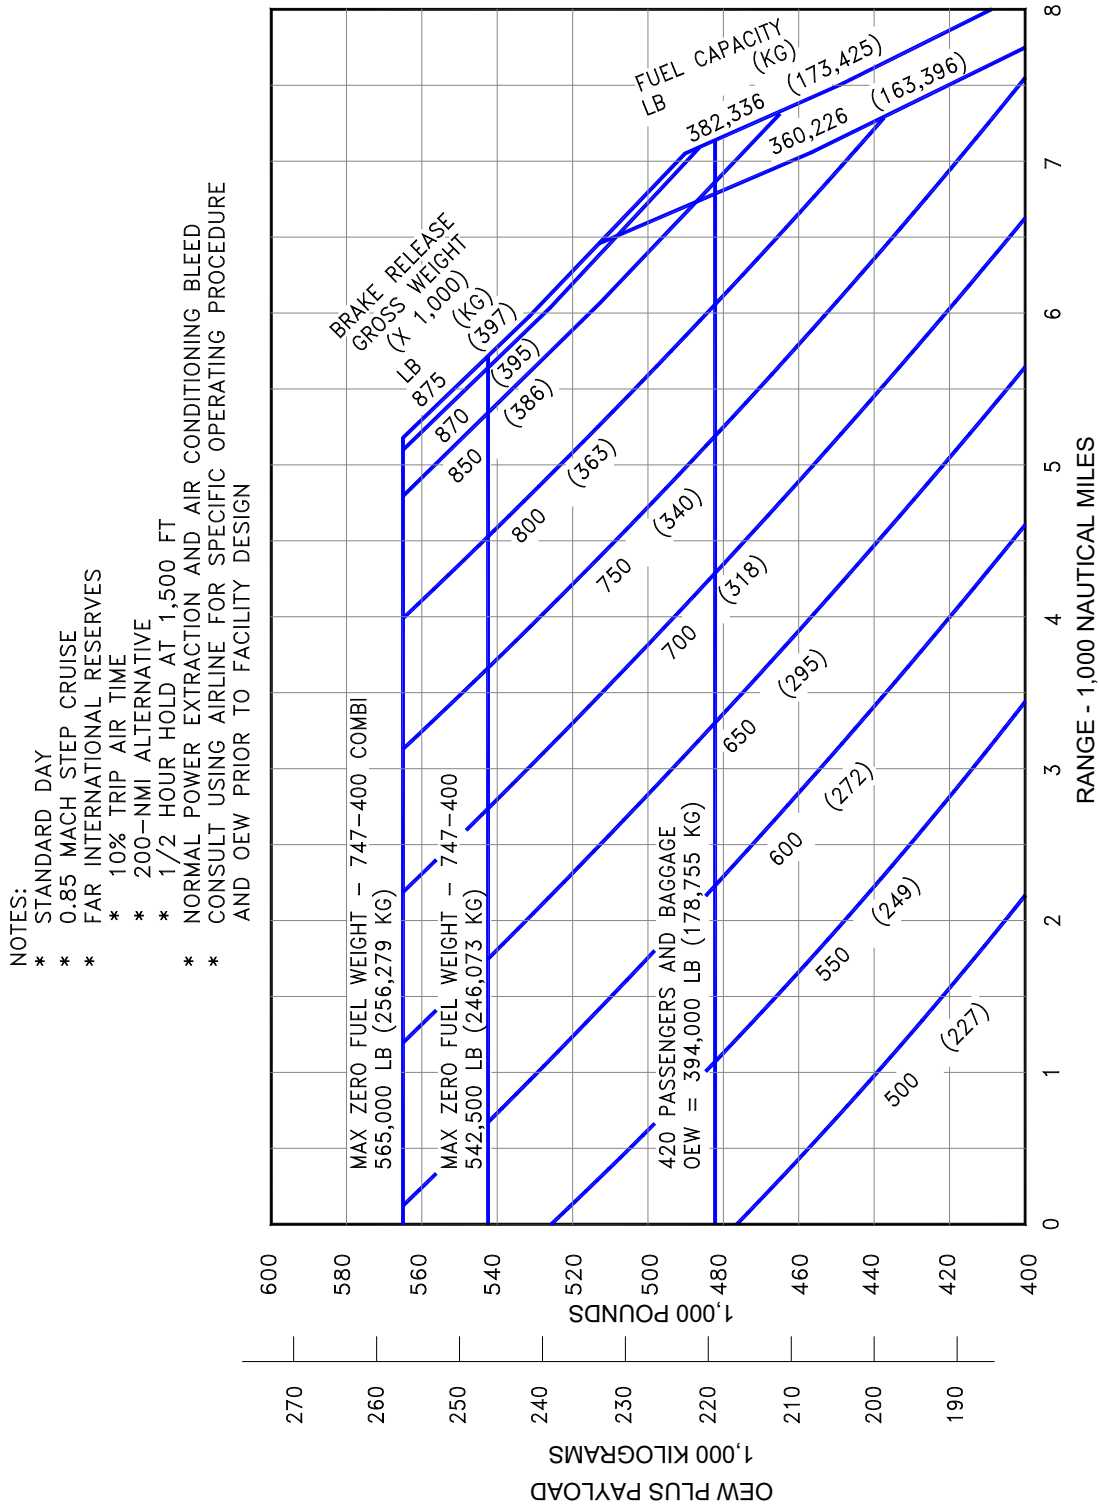 NOTES:
* STANDARD DAY
* 0.85 MACH STEP CRUISE
* FAR INTERNATIONAL RESERVES
* 10% TRIP AIR TIME
* 200-NMI ALTERNATIVE
* 1/2 HOUR HOLD AT 1,500 FT
* NORMAL POWER EXTRACTION AND AIR CONDITIONING BLEED
* CONSULT USING AIRLINE FOR SPECIFIC OPERATING PROCEDURE
AND OEW PRIOR TO FACILITY DESIGN
OEW PLUS PAYLOAD
1,000 KILOGRAMS
270
260
250
240
230
220
210
200
190
1,000 POUNDS
600
580
560
540
520
500
480
460
440
420
400
MAX ZERO FUEL WEIGHT - 747-400 COMBI
565,000 LB (256,279 KG)
MAX ZERO FUEL WEIGHT - 747-400
542,500 LB (246,073 KG)
420 PASSENGERS AND BAGGAGE
OEW = 394,000 LB (178,755 KG)
BRAKE RELEASE
GROSS WEIGHT
(X 1,000)
LB (KG)
875 (397)
870 (395)
850 (386)
800 (363)
750 (340)
700 (318)
650 (295)
600 (272)
550 (249)
500 (227)
FUEL CAPACITY
LB (KG)
382,336 (173,425)
360,226 (163,396)
0 1 2 3 4 5 6 7 8
RANGE - 1,000 NAUTICAL MILES